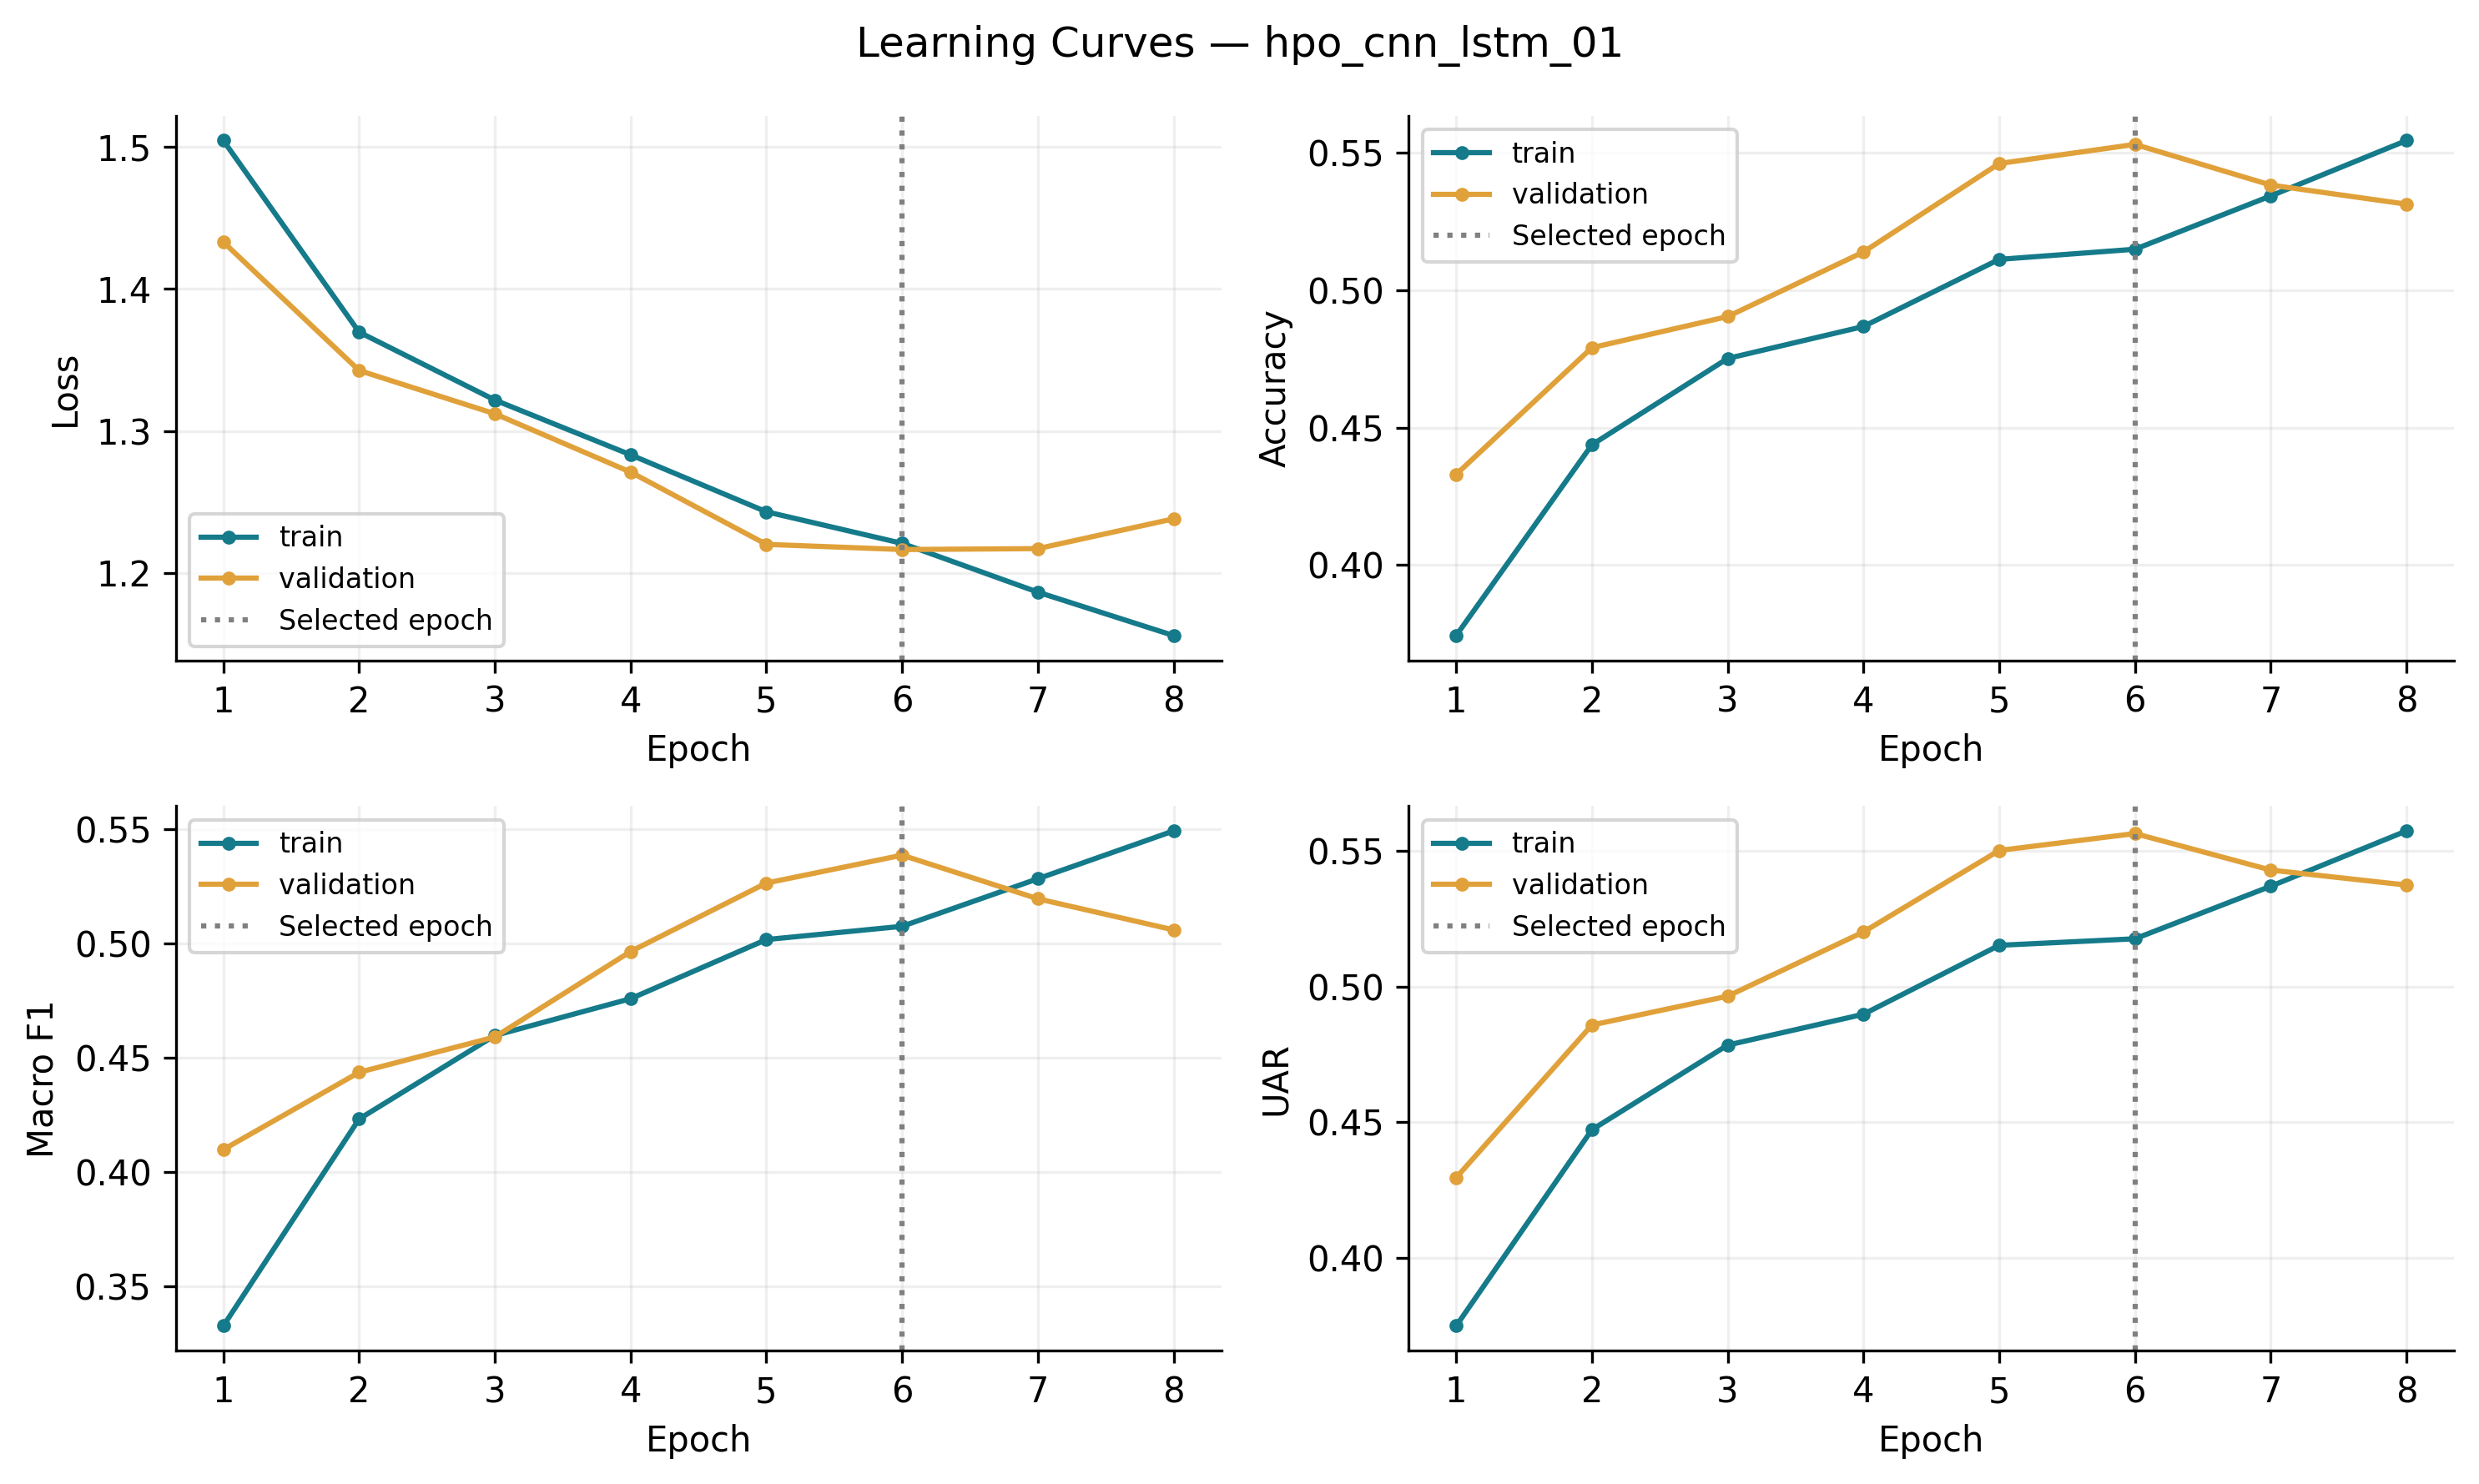 Learning Curves — hpo_cnn_lstm_01
Loss
1.5
1.4
1.3
1.2
train
validation
Selected epoch
1 2 3 4 5 6 7 8
Epoch
Accuracy
0.55
0.50
0.45
0.40
train
validation
Selected epoch
1 2 3 4 5 6 7 8
Epoch
Macro F1
0.55
0.50
0.45
0.40
0.35
train
validation
Selected epoch
1 2 3 4 5 6 7 8
Epoch
UAR
0.55
0.50
0.45
0.40
train
validation
Selected epoch
1 2 3 4 5 6 7 8
Epoch